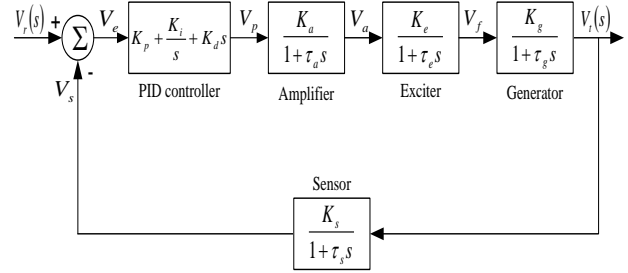 V_r(s) + Σ - V_e K_p + K_i/s + K_d s V_p K_a/(1+τ_a s) V_a K_e/(1+τ_e s) V_f K_g/(1+τ_g s) V_t(s)
V_s
PID controller Amplifier Exciter Generator
Sensor
K_s/(1+τ_s s)